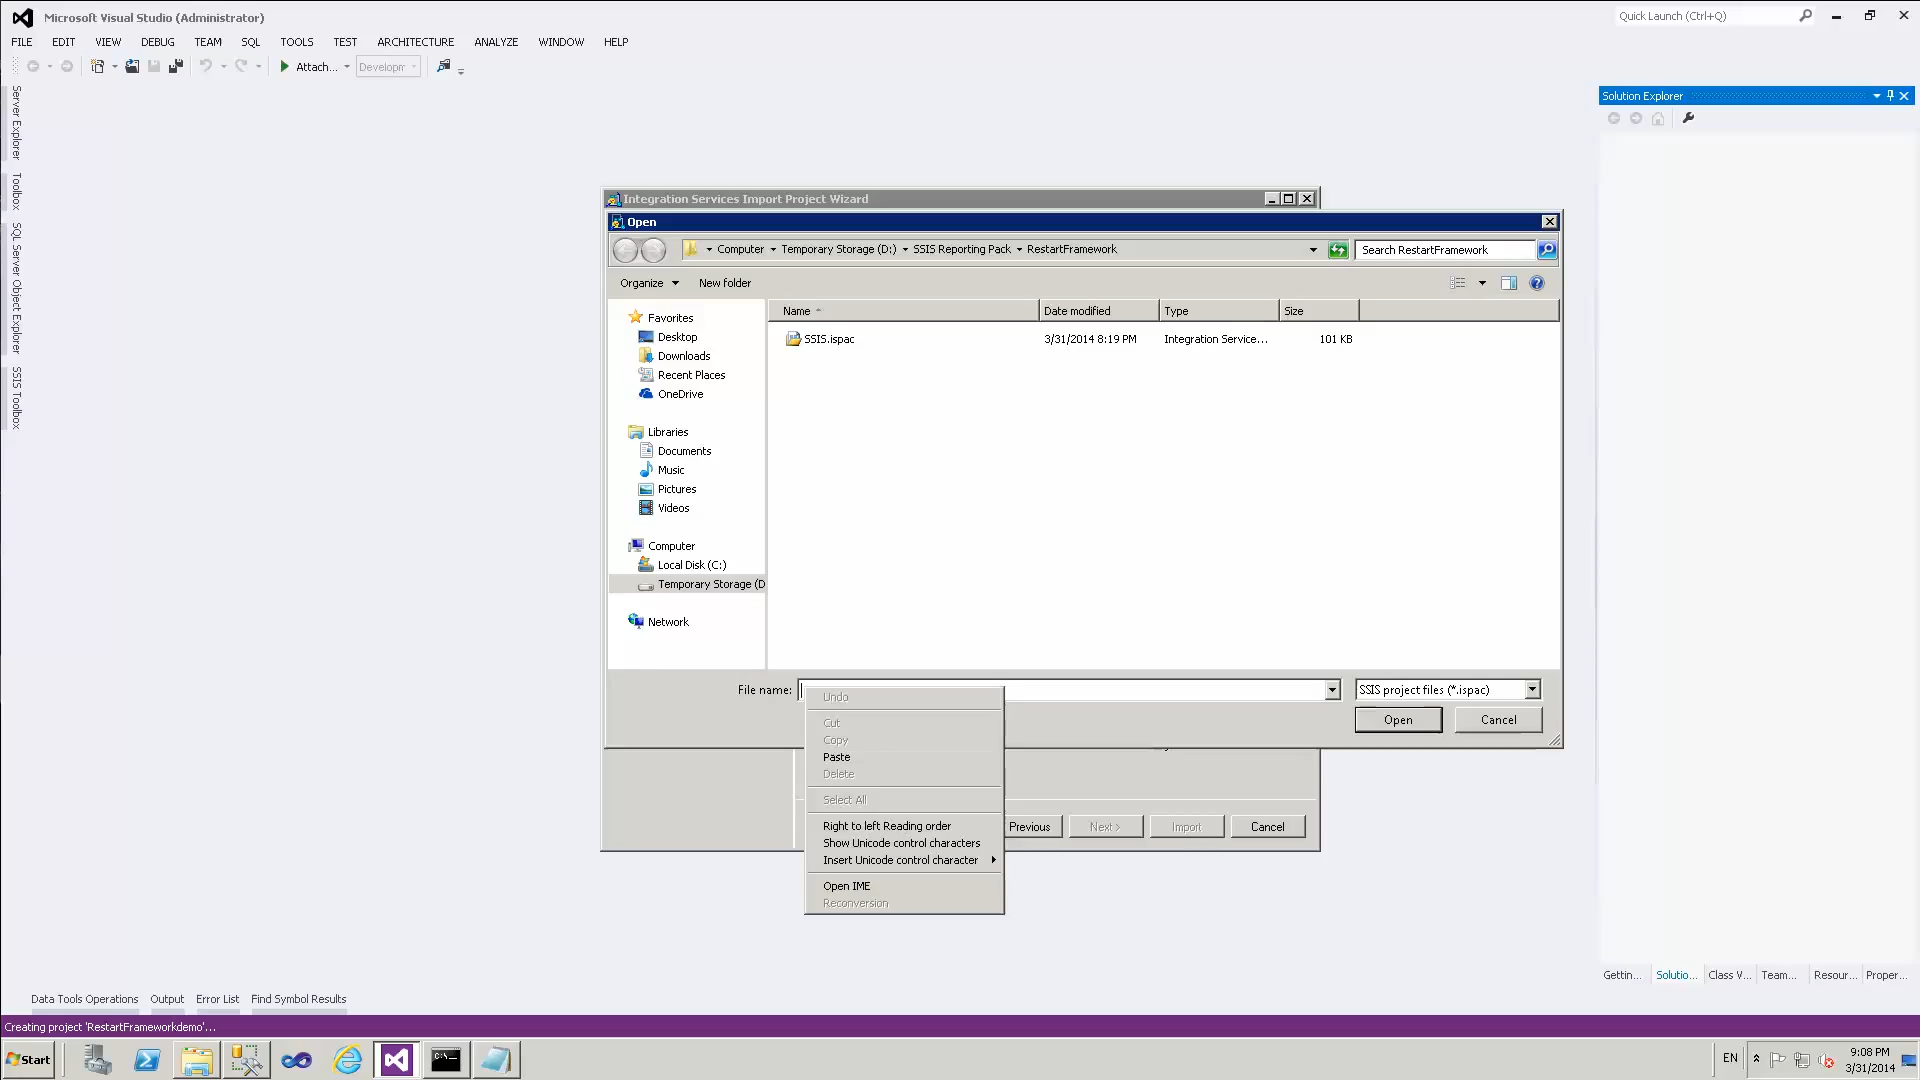 Microsoft Visual Studio (Administrator)
Quick Launch (Ctrl+Q)
FILE EDIT VIEW DEBUG TEAM SQL TOOLS TEST ARCHITECTURE ANALYZE WINDOW HELP
Attach... Developr
Server Explorer
Toolbox
SQL Server Object Explorer
SSIS Toolbox
Solution Explorer
Integration Services Import Project Wizard
Open
Computer Temporary Storage (D:) SSIS Reporting Pack RestartFramework
Search RestartFramework
Organize New folder
Name Date modified Type Size
SSIS.ispac 3/31/2014 8:19 PM Integration Service... 101 KB
Favorites
Desktop
Downloads
Recent Places
OneDrive
Libraries
Documents
Music
Pictures
Videos
Computer
Local Disk (C:)
Temporary Storage (D
Network
File name:
SSIS project files (*.ispac)
Open Cancel
Undo
Cut
Copy
Paste
Delete
Select All
Right to left Reading order
Show Unicode control characters
Insert Unicode control character
Open IME
Reconversion
Previous Next > Import Cancel
Gettin... Solutio... Class V... Team... Resour... Proper...
Data Tools Operations Output Error List Find Symbol Results
Creating project 'RestartFrameworkdemo'...
Start
C:\
EN
9:08 PM
3/31/2014